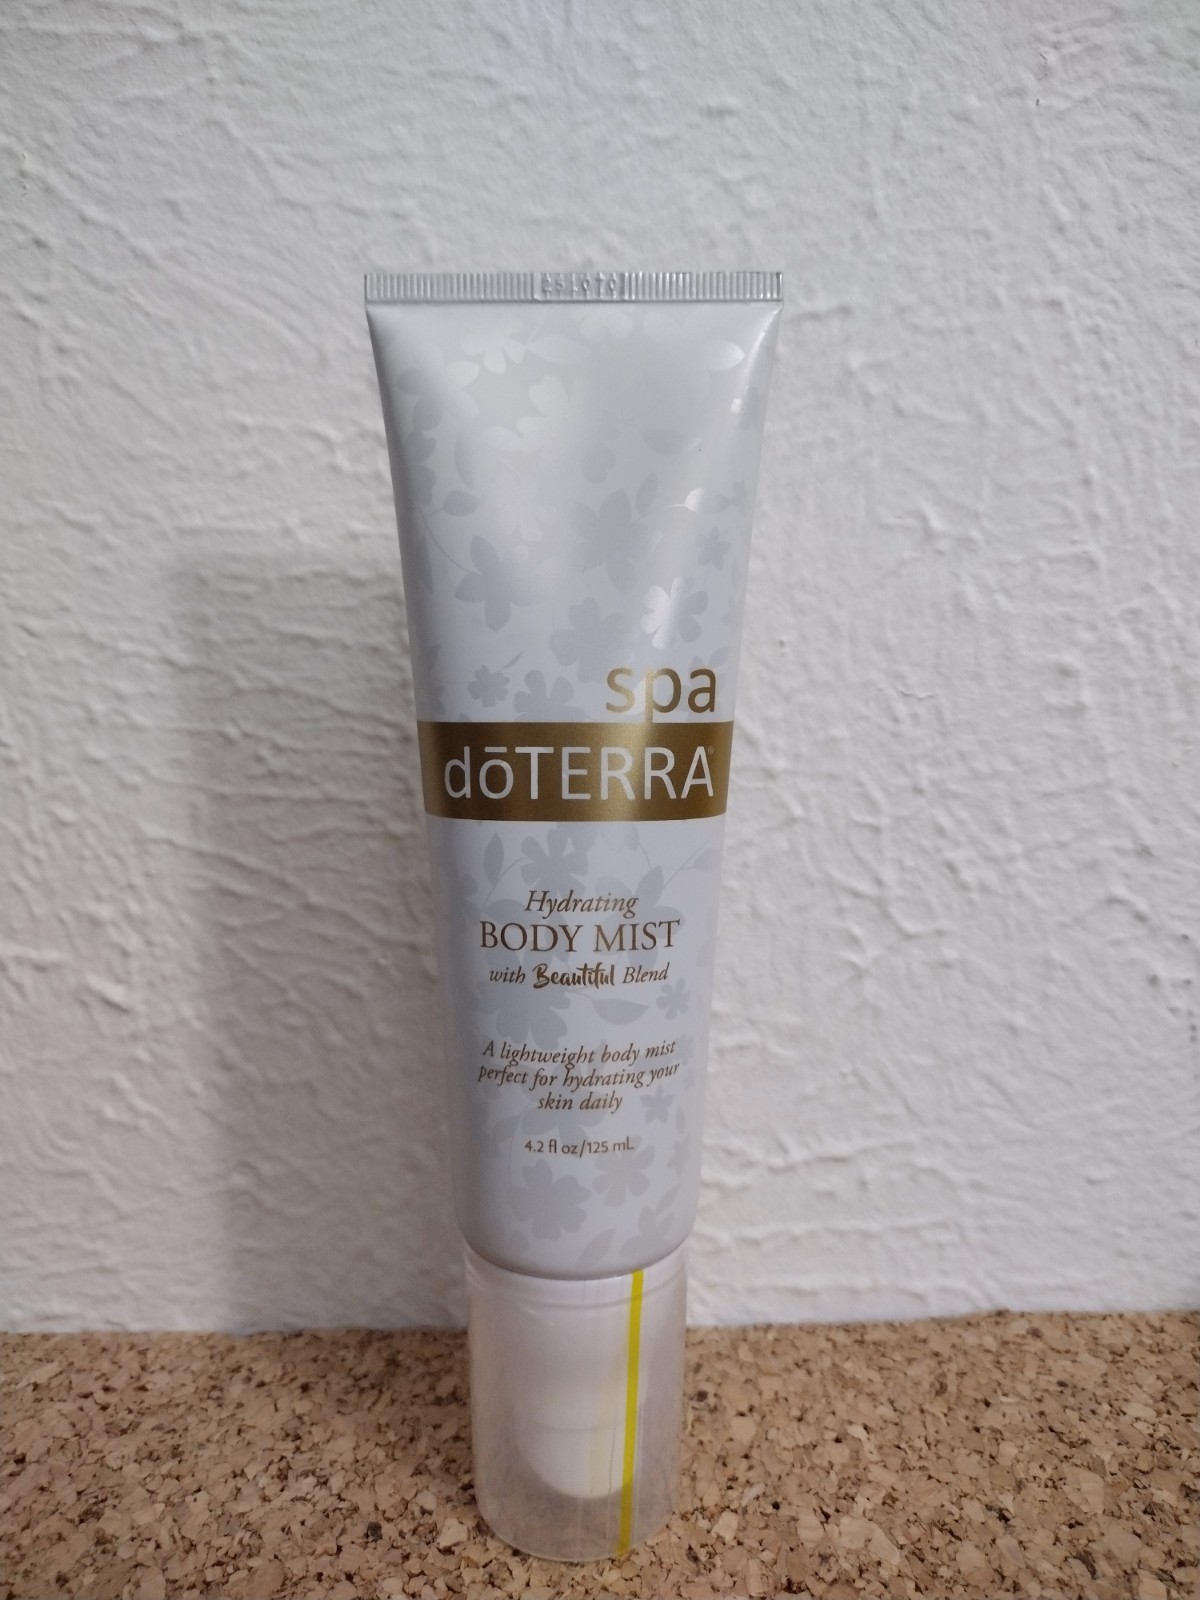 spa
dōTERRA®
Hydrating
BODY MIST
with Beautiful Blend
A lightweight body mist
perfect for hydrating your
skin daily
4.2 fl oz/125 mL